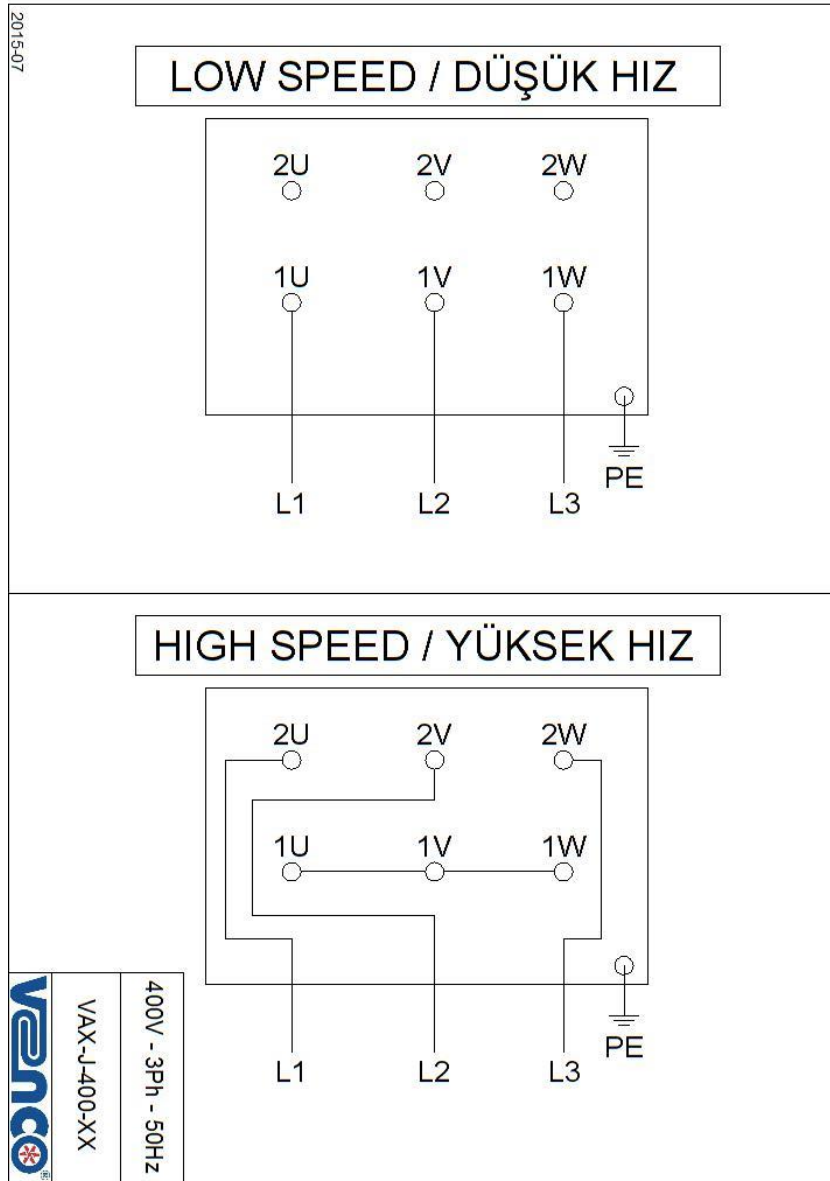 2015-07
LOW SPEED / DÜŞÜK HIZ
2U 2V 2W
1U 1V 1W
PE
L1 L2 L3
HIGH SPEED / YÜKSEK HIZ
2U 2V 2W
1U 1V 1W
PE
L1 L2 L3
400V - 3Ph - 50Hz
VAX-J-400-XX
venco®